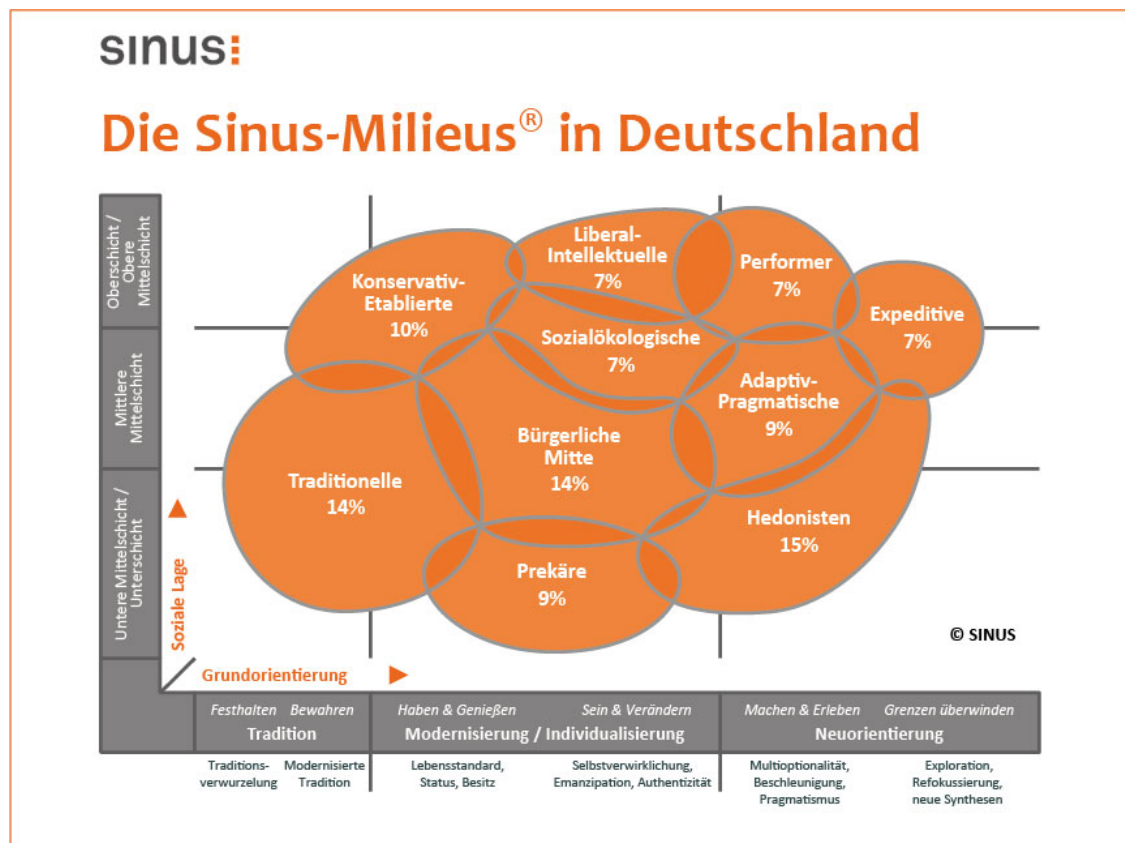 sinus
Die Sinus-Milieus® in Deutschland
Oberschicht /
Obere
Mittelschicht
Mittlere
Mittelschicht
Untere Mittelschicht /
Unterschicht
Soziale Lage
Konservativ-
Etablierte
10%
Liberal-
Intellektuelle
7%
Performer
7%
Expeditive
7%
Sozialökologische
7%
Adaptiv-
Pragmatische
9%
Bürgerliche
Mitte
14%
Traditionelle
14%
Hedonisten
15%
Prekäre
9%
© SINUS
Grundorientierung
Festhalten Bewahren
Tradition
Haben & Genießen Sein & Verändern
Modernisierung / Individualisierung
Machen & Erleben Grenzen überwinden
Neuorientierung
Traditions-
verwurzelung
Modernisierte
Tradition
Lebensstandard,
Status, Besitz
Selbstverwirklichung,
Emanzipation, Authentizität
Multioptionalität,
Beschleunigung,
Pragmatismus
Exploration,
Refokussierung,
neue Synthesen